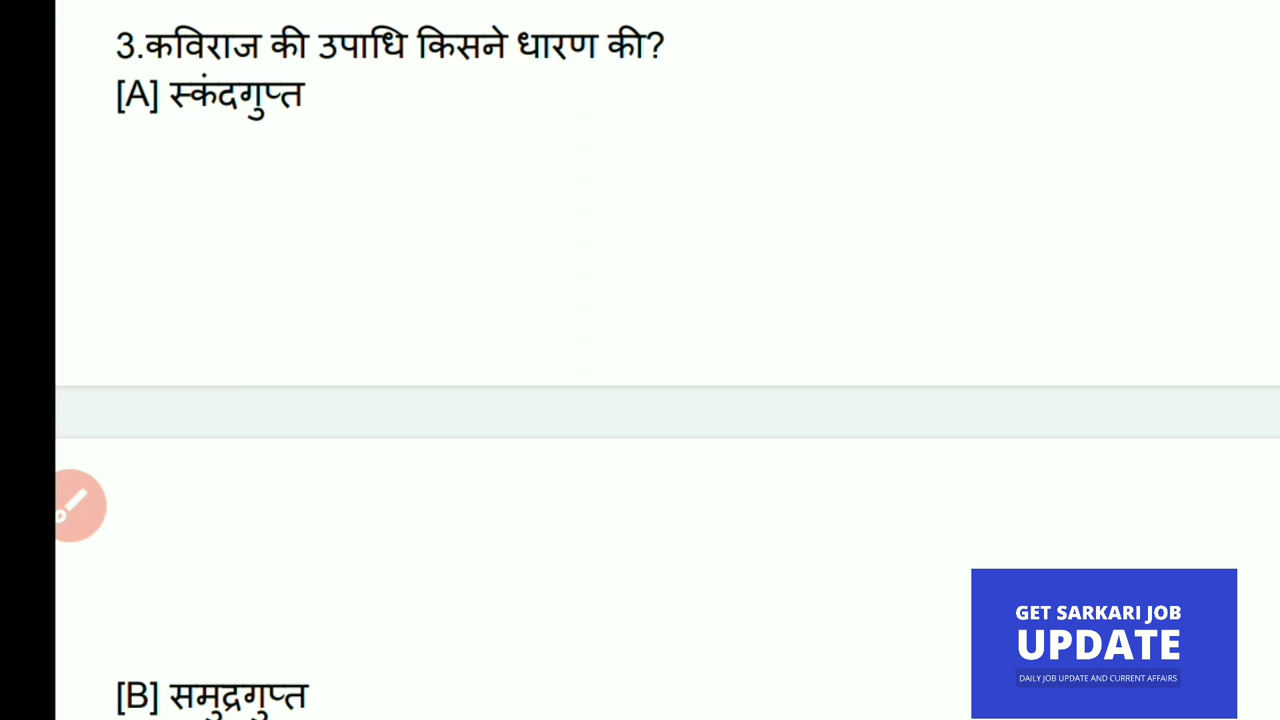 3.कविराज की उपाधि किसने धारण की?
[A] स्कंदगुप्त
[B] समुद्रगुप्त
GET SARKARI JOB
UPDATE
DAILY JOB UPDATE AND CURRENT AFFAIRS